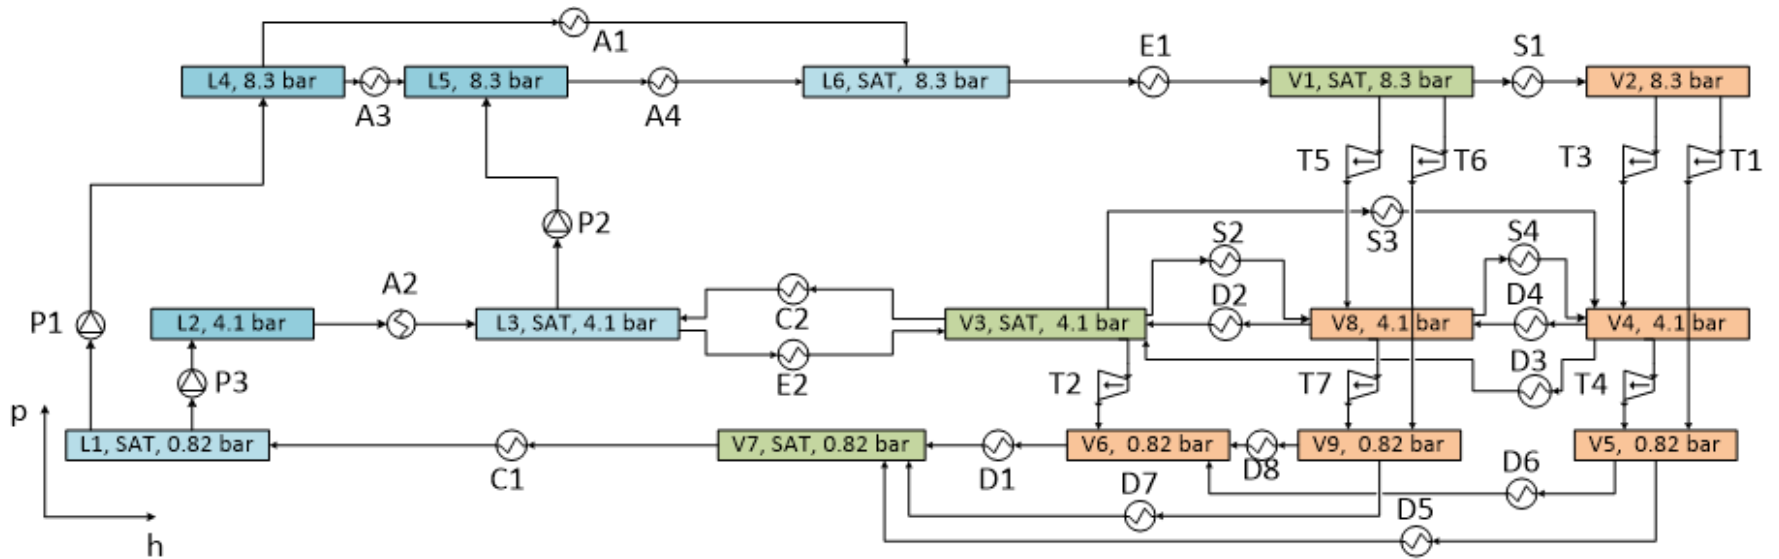 A1
E1
S1
L4, 8.3 bar
L5, 8.3 bar
L6, SAT, 8.3 bar
V1, SAT, 8.3 bar
V2, 8.3 bar
A3
A4
T5
T6
T3
T1
P2
S3
S2
S4
A2
P1
C2
D2
D4
L2, 4.1 bar
L3, SAT, 4.1 bar
V3, SAT, 4.1 bar
V8, 4.1 bar
V4, 4.1 bar
P3
E2
T2
T7
D3
T4
p
L1, SAT, 0.82 bar
V7, SAT, 0.82 bar
V6, 0.82 bar
V9, 0.82 bar
V5, 0.82 bar
C1
D1
D8
D6
D7
D5
h